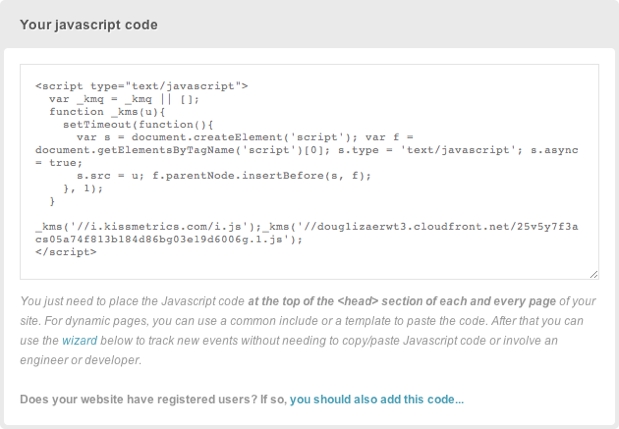 Your javascript code
<script type="text/javascript">
var _kmq = _kmq || [];
function _kms(u){
setTimeout(function(){
var s = document.createElement('script'); var f =
document.getElementsByTagName('script')[0]; s.type = 'text/javascript'; s.async
= true;
s.src = u; f.parentNode.insertBefore(s, f);
}, 1);
}
_kms('//i.kissmetrics.com/i.js');_kms('//doug1izaerwt3.cloudfront.net/25v5y7f3a
cs05a74f813b184d86bg03e19d6006g.1.js');
</script>
You just need to place the Javascript code at the top of the <head> section of each and every page of your
site. For dynamic pages, you can use a common include or a template to paste the code. After that you can
use the wizard below to track new events without needing to copy/paste Javascript code or involve an
engineer or developer.
Does your website have registered users? If so, you should also add this code...